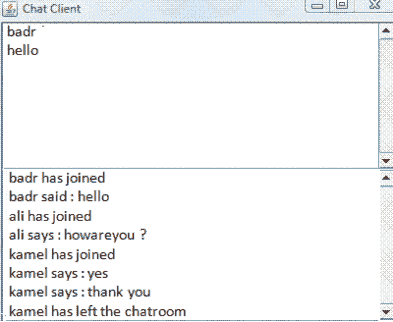 Chat Client
badr
hello
badr has joined
badr said : hello
ali has joined
ali says : howareyou ?
kamel has joined
kamel says : yes
kamel says : thank you
kamel has left the chatroom